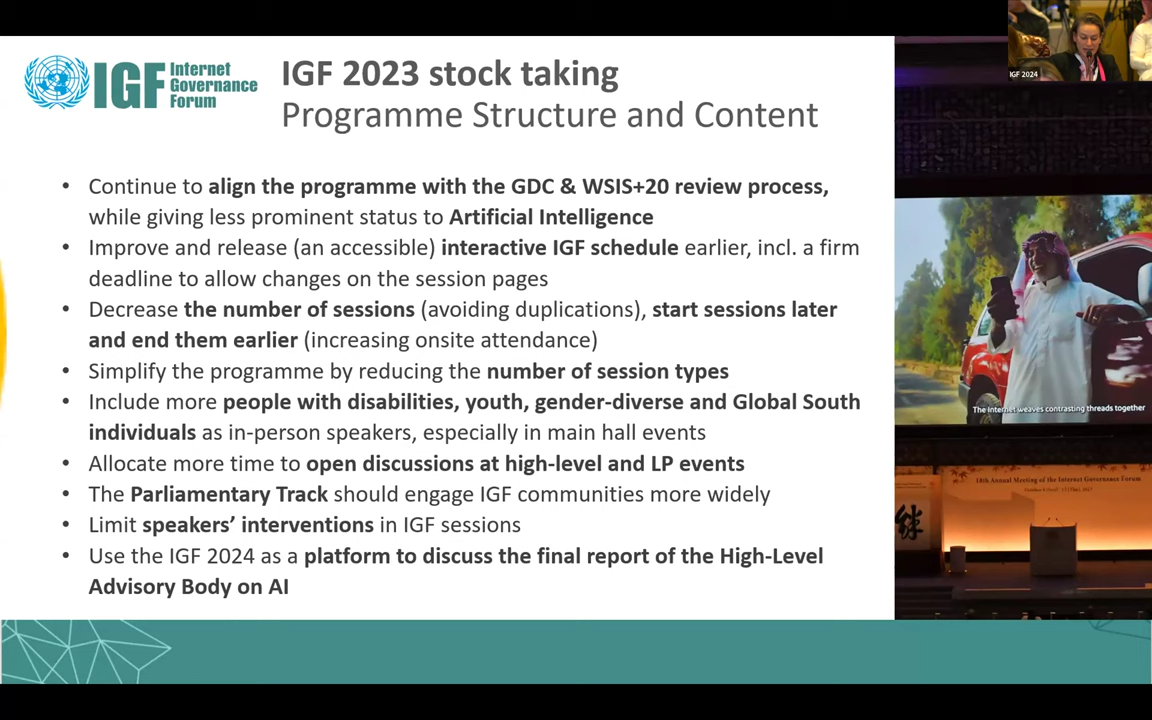 IGF Internet Governance Forum
IGF 2023 stock taking
Programme Structure and Content
• Continue to align the programme with the GDC & WSIS+20 review process,
while giving less prominent status to Artificial Intelligence
• Improve and release (an accessible) interactive IGF schedule earlier, incl. a firm
deadline to allow changes on the session pages
• Decrease the number of sessions (avoiding duplications), start sessions later
and end them earlier (increasing onsite attendance)
• Simplify the programme by reducing the number of session types
• Include more people with disabilities, youth, gender-diverse and Global South
individuals as in-person speakers, especially in main hall events
• Allocate more time to open discussions at high-level and LP events
• The Parliamentary Track should engage IGF communities more widely
• Limit speakers' interventions in IGF sessions
• Use the IGF 2024 as a platform to discuss the final report of the High-Level
Advisory Body on AI
IGF 2024
The Internet weaves contrasting threads together
18th Annual Meeting of the Internet Governance Forum